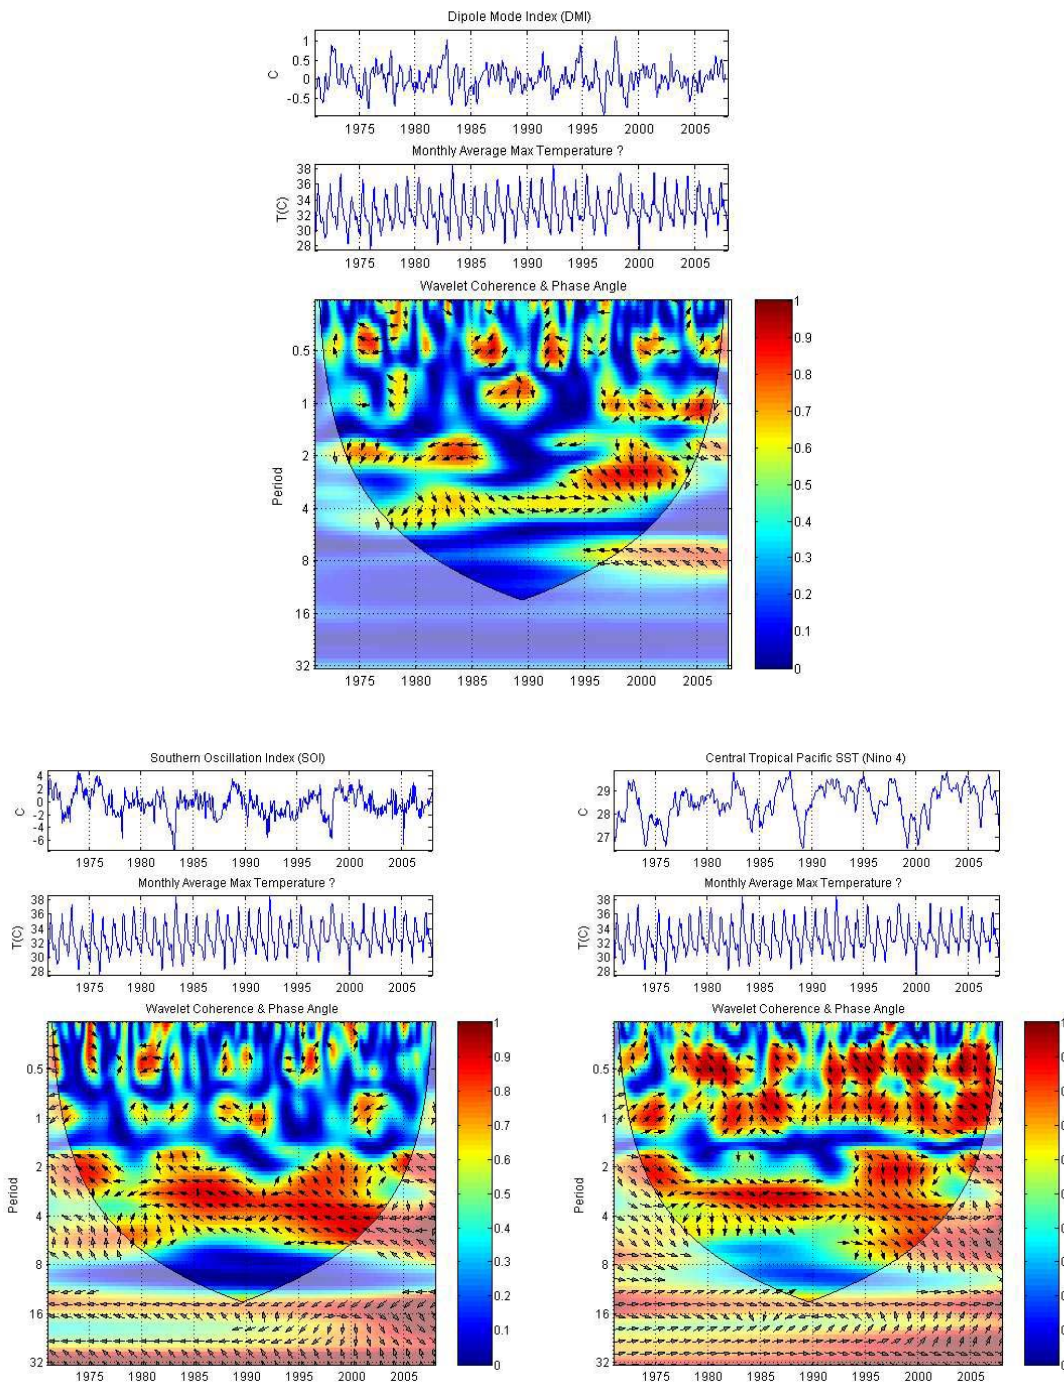 Dipole Mode Index (DMI)
1
0.5
0
-0.5
C
1975 1980 1985 1990 1995 2000 2005
Monthly Average Max Temperature ?
38
36
34
32
30
28
T(C)
1975 1980 1985 1990 1995 2000 2005
Wavelet Coherence & Phase Angle
0.5
1
2
4
8
16
32
Period
1975 1980 1985 1990 1995 2000 2005
1
0.9
0.8
0.7
0.6
0.5
0.4
0.3
0.2
0.1
0
Southern Oscillation Index (SOI)
4
2
0
-2
-4
-6
C
1975 1980 1985 1990 1995 2000 2005
Monthly Average Max Temperature ?
38
36
34
32
30
28
T(C)
1975 1980 1985 1990 1995 2000 2005
Wavelet Coherence & Phase Angle
0.5
1
2
4
8
16
32
Period
1975 1980 1985 1990 1995 2000 2005
1
0.9
0.8
0.7
0.6
0.5
0.4
0.3
0.2
0.1
0
Central Tropical Pacific SST (Nino 4)
29
28
27
C
1975 1980 1985 1990 1995 2000 2005
Monthly Average Max Temperature ?
38
36
34
32
30
28
T(C)
1975 1980 1985 1990 1995 2000 2005
Wavelet Coherence & Phase Angle
0.5
1
2
4
8
16
32
Period
1975 1980 1985 1990 1995 2000 2005